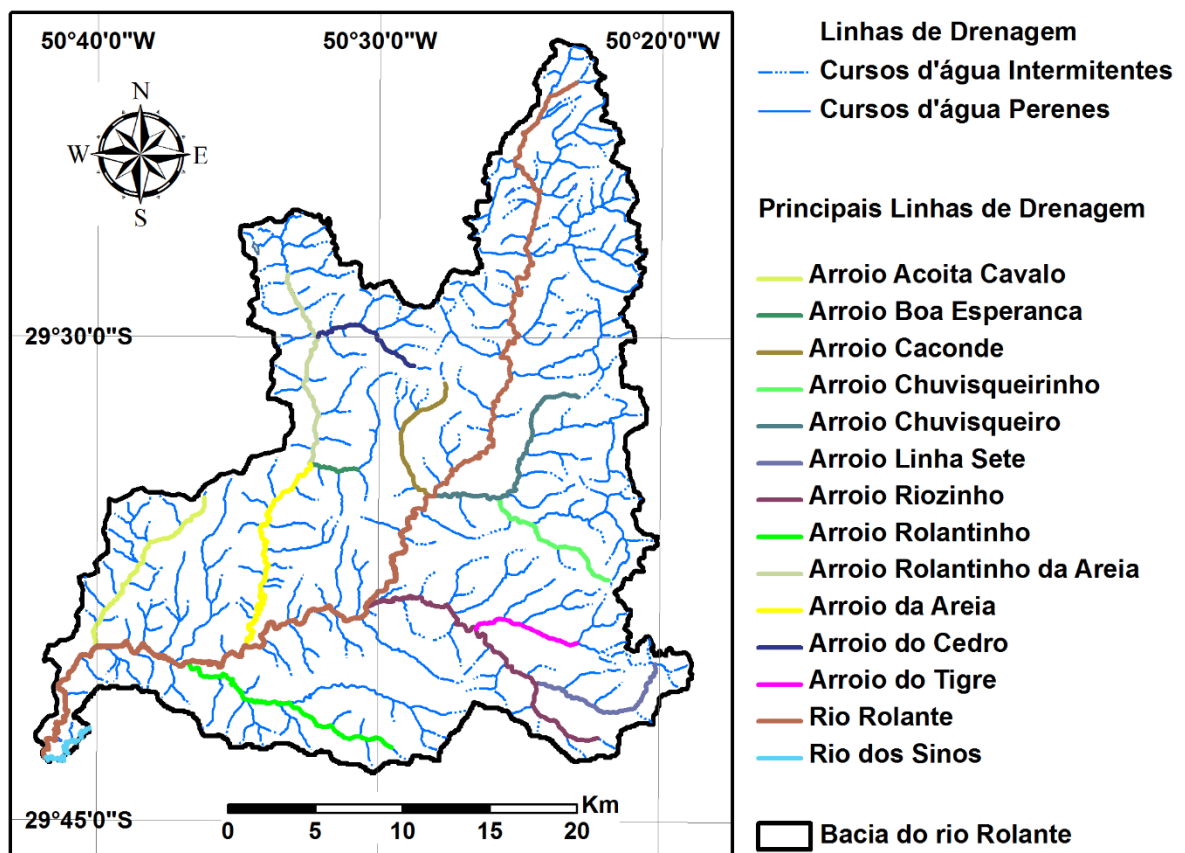 50°40'0"W 50°30'0"W 50°20'0"W
N
W E
S
29°30'0"S
29°45'0"S
Km
0 5 10 15 20
Linhas de Drenagem
Cursos d'água Intermitentes
Cursos d'água Perenes
Principais Linhas de Drenagem
Arroio Acoita Cavalo
Arroio Boa Esperanca
Arroio Caconde
Arroio Chuvisqueirinho
Arroio Chuvisqueiro
Arroio Linha Sete
Arroio Riozinho
Arroio Rolantinho
Arroio Rolantinho da Areia
Arroio da Areia
Arroio do Cedro
Arroio do Tigre
Rio Rolante
Rio dos Sinos
Bacia do rio Rolante